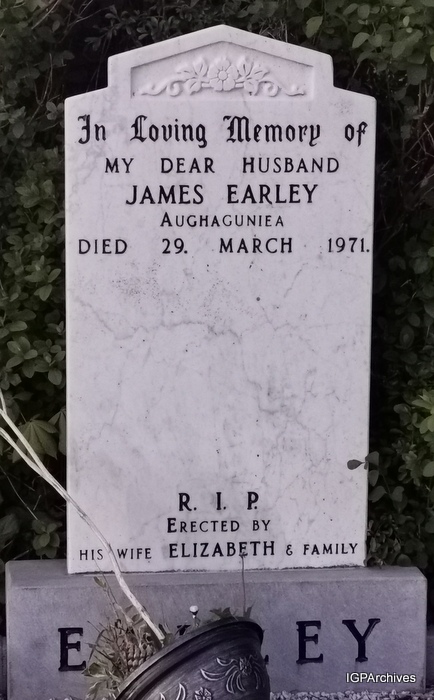 In Loving Memory of
MY DEAR HUSBAND
JAMES EARLEY
AUGHAGUNIEA
DIED 29. MARCH 1971.
R. I. P.
ERECTED BY
HIS WIFE ELIZABETH & FAMILY
E LEY
IGPArchives